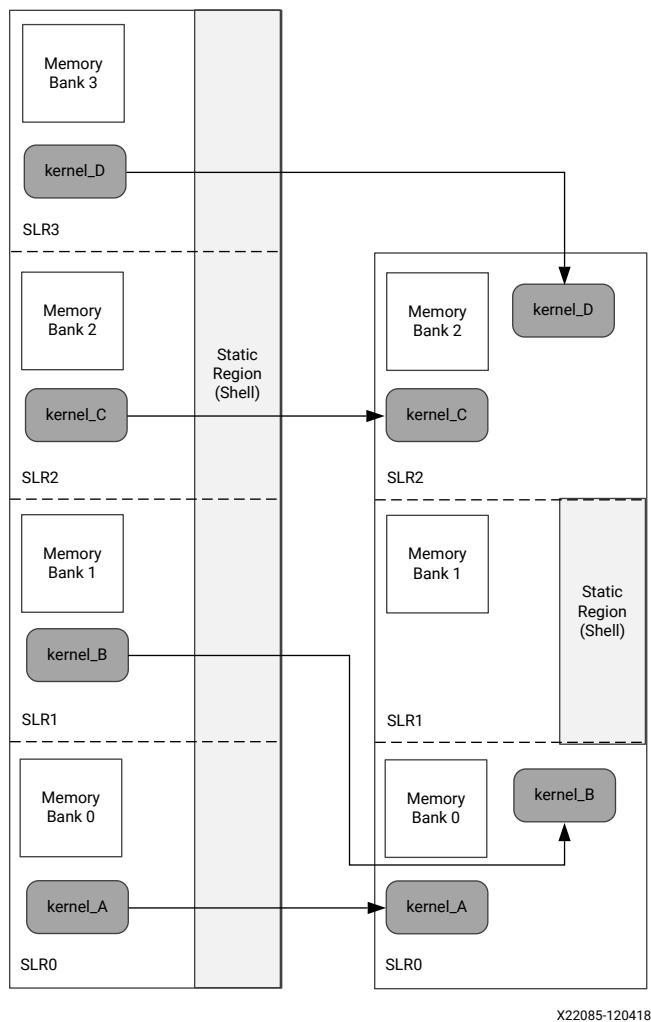 Memory
Bank 3
kernel_D
SLR3
Memory
Bank 2
kernel_C
SLR2
Memory
Bank 1
kernel_B
SLR1
Memory
Bank 0
kernel_A
SLR0
Static
Region
(Shell)
Memory
Bank 2
kernel_D
kernel_C
SLR2
Memory
Bank 1
Static
Region
(Shell)
SLR1
Memory
Bank 0
kernel_B
kernel_A
SLR0
X22085-120418